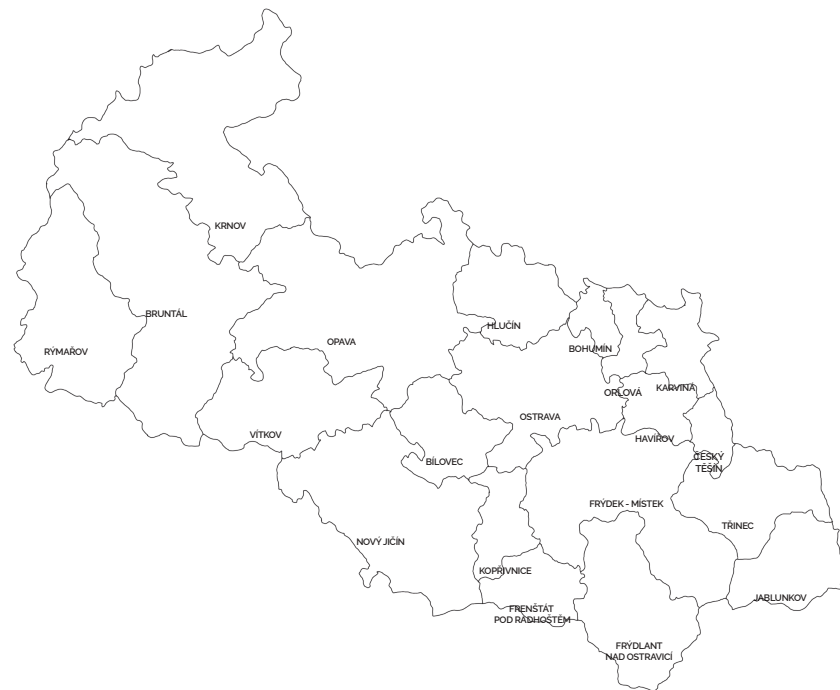 KRNOV
BRUNTÁL
RÝMAŘOV
OPAVA
HLUČÍN
BOHUMÍN
ORLOVÁ
KARVINÁ
OSTRAVA
VÍTKOV
HAVÍŘOV
BÍLOVEC
ČESKÝ
TĚŠÍN
FRÝDEK - MÍSTEK
TŘINEC
NOVÝ JIČÍN
KOPŘIVNICE
JABLUNKOV
FRENŠTÁT
POD RADHOŠTĚM
FRÝDLANT
NAD OSTRAVICÍ